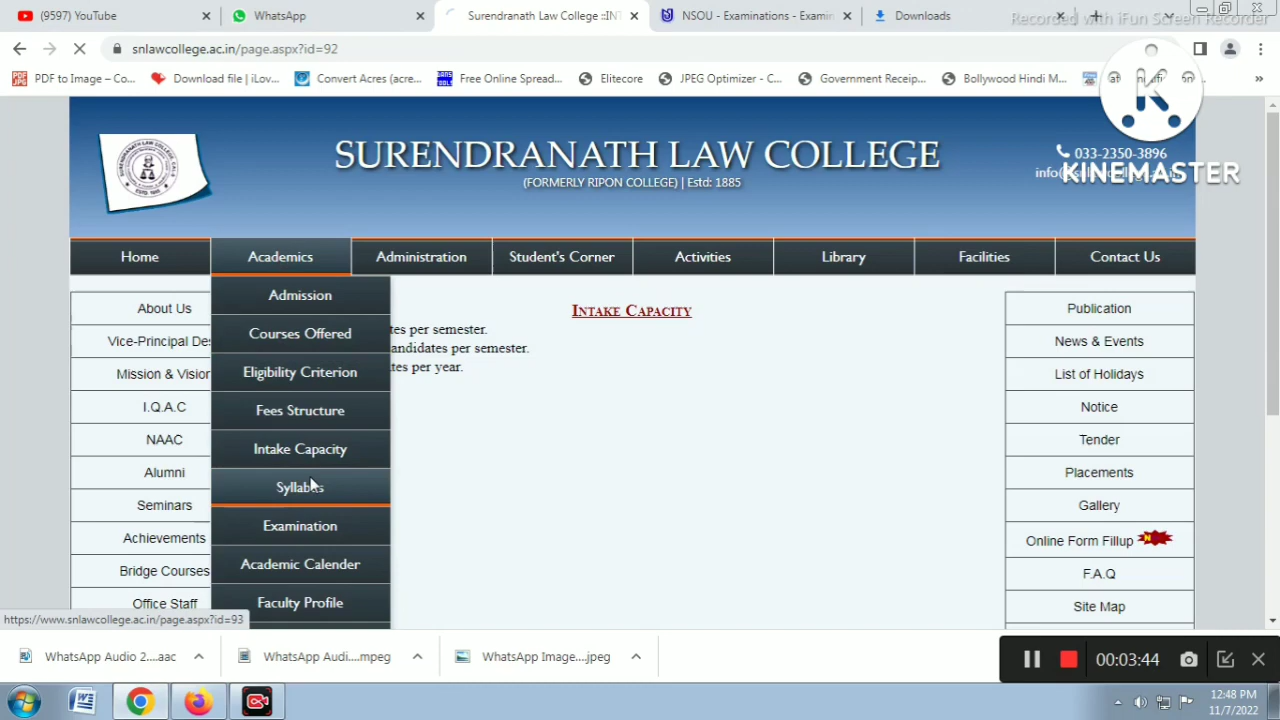 (9597) YouTube
WhatsApp
Surendranath Law College ::INT
NSOU - Examinations - Examin
Downloads
Recorded with iFun Screen Recorder
snlawcollege.ac.in/page.aspx?id=92
PDF to Image – Co...
Download file | iLov...
Convert Acres (acre...
Free Online Spread...
Elitecore
JPEG Optimizer - C...
Government Receip...
Bollywood Hindi M...
»
SURENDRANATH LAW COLLEGE
(FORMERLY RIPON COLLEGE) | Estd: 1885
033-2350-3896
KINEMASTER
Home
Academics
Administration
Student's Corner
Activities
Library
Facilities
Contact Us
About Us
Vice-Principal Des
Mission & Vision
I.Q.A.C
NAAC
Alumni
Seminars
Achievements
Bridge Courses
Office Staff
Admission
Courses Offered
Eligibility Criterion
Fees Structure
Intake Capacity
Syllabus
Examination
Academic Calender
Faculty Profile
INTAKE CAPACITY
tes per semester.
andidates per semester.
tes per year.
Publication
News & Events
List of Holidays
Notice
Tender
Placements
Gallery
Online Form Fillup
F.A.Q
Site Map
https://www.snlawcollege.ac.in/page.aspx?id=93
WhatsApp Audio 2....aac
WhatsApp Audi....mpeg
WhatsApp Image....jpeg
00:03:44
12:48 PM
11/7/2022